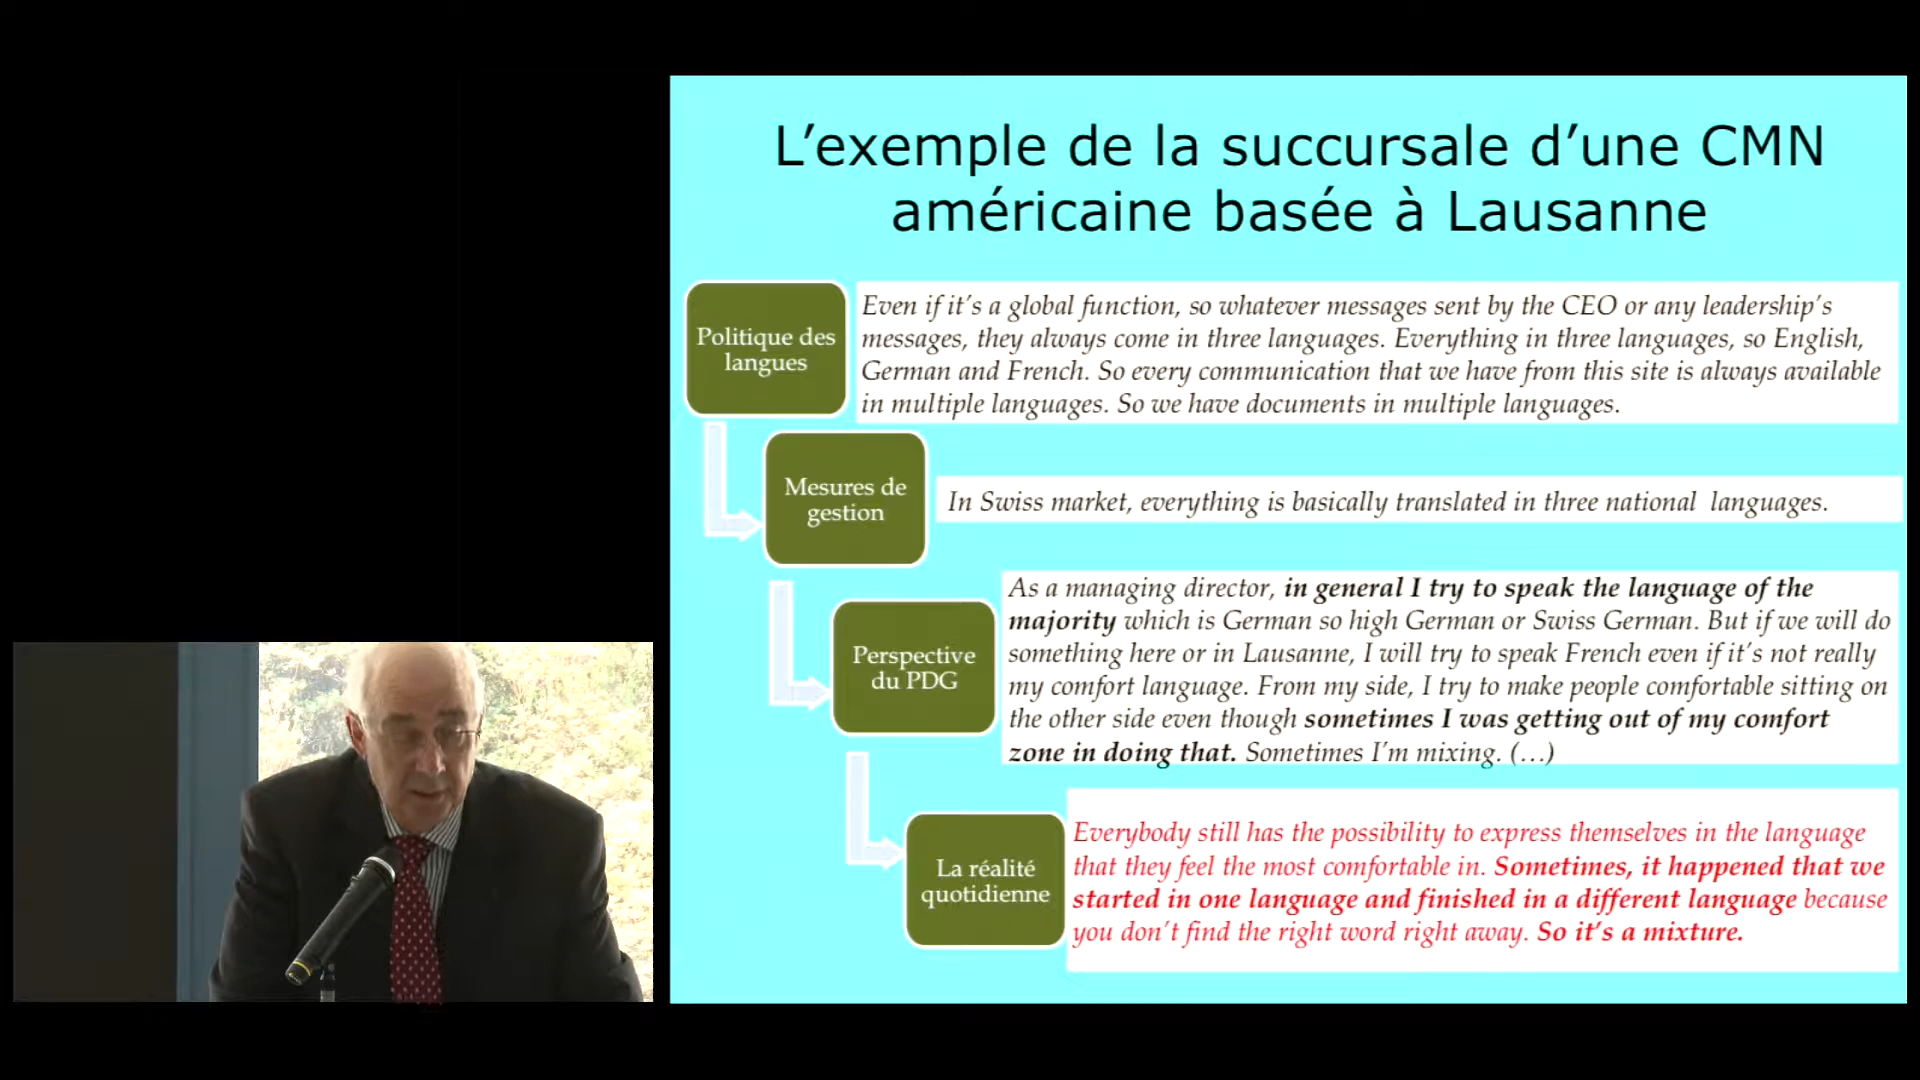 L’exemple de la succursale d’une CMN
américaine basée à Lausanne
Politique des
langues
Even if it’s a global function, so whatever messages sent by the CEO or any leadership’s
messages, they always come in three languages. Everything in three languages, so English,
German and French. So every communication that we have from this site is always available
in multiple languages. So we have documents in multiple languages.
Mesures de
gestion
In Swiss market, everything is basically translated in three national languages.
Perspective
du PDG
As a managing director, in general I try to speak the language of the
majority which is German so high German or Swiss German. But if we will do
something here or in Lausanne, I will try to speak French even if it’s not really
my comfort language. From my side, I try to make people comfortable sitting on
the other side even though sometimes I was getting out of my comfort
zone in doing that. Sometimes I’m mixing. (…)
La réalité
quotidienne
Everybody still has the possibility to express themselves in the language
that they feel the most comfortable in. Sometimes, it happened that we
started in one language and finished in a different language because
you don’t find the right word right away. So it’s a mixture.